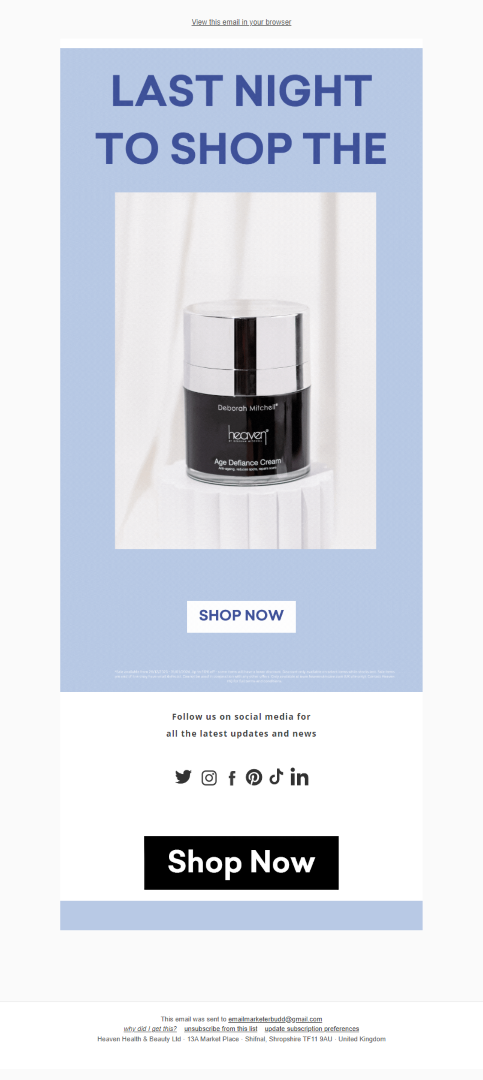 View this email in your browser
LAST NIGHT
TO SHOP THE
Deborah Mitchell®
heaven®
Age Defiance Cream
SHOP NOW
Follow us on social media for
all the latest updates and news
Shop Now
This email was sent to emailmarketerbudd@gmail.com
why did I get this? unsubscribe from this list update subscription preferences
Heaven Health & Beauty Ltd · 13A Market Place · Shifnal, Shropshire TF11 9AU · United Kingdom